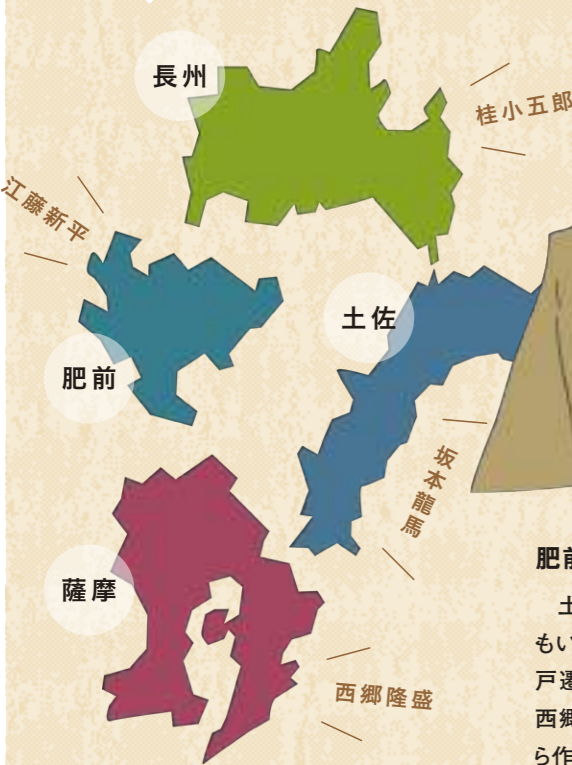 長州
桂小五郎
江藤新平
土佐
肥前
坂本龍馬
薩摩
西郷隆盛
肥前
土
もい
戸遷
西郷
ら作